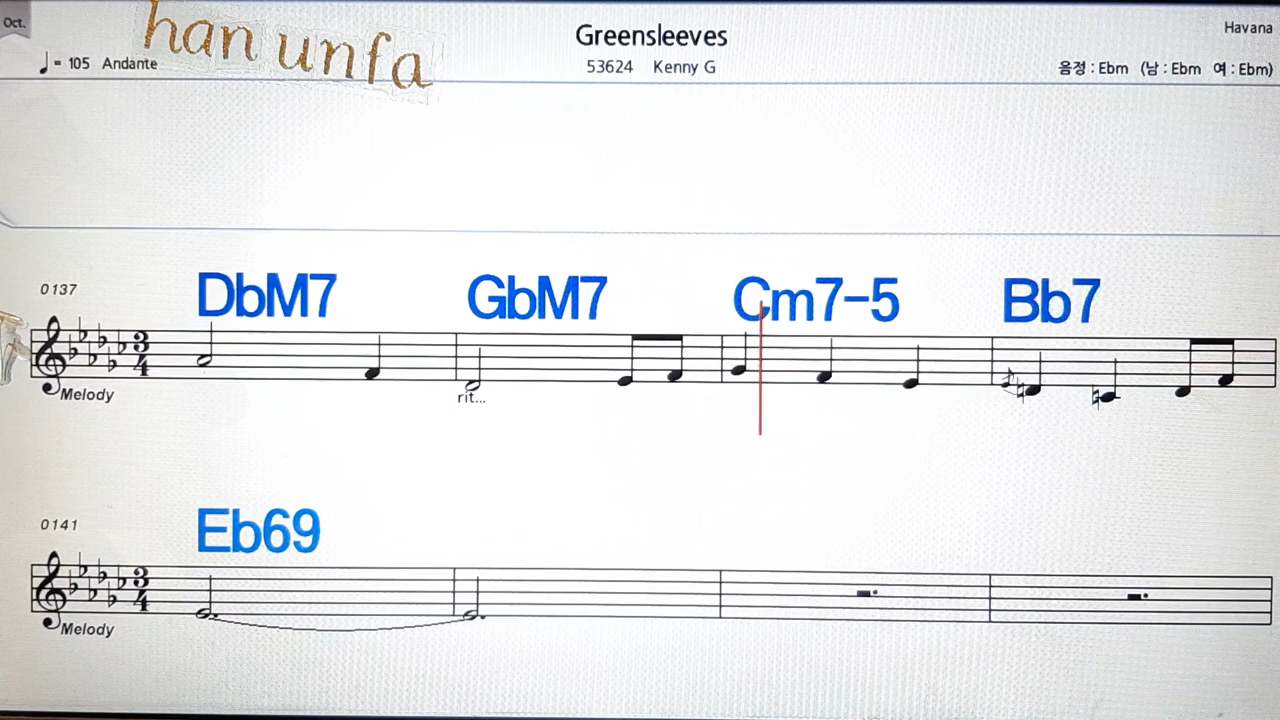 Oct.
han unfa
Greensleeves
Havana
♩= 105 Andante
53624 Kenny G
음정 : Ebm (남 : Ebm 여 : Ebm)
0137
DbM7 GbM7 Cm7-5 Bb7
3
4
Melody
rit...
0141
Eb69
3
4
Melody